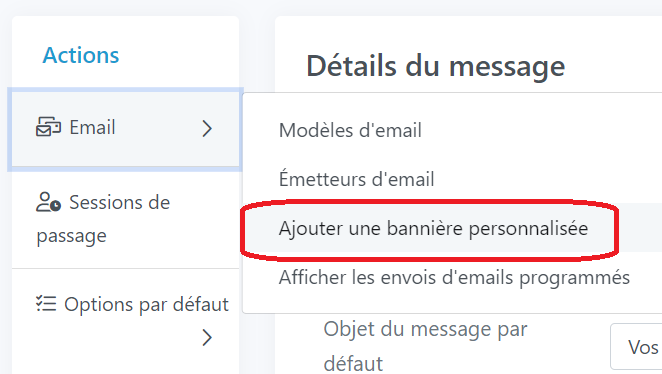 Actions
Détails du message
Email
Modèles d'email
Émetteurs d'email
Sessions de
passage
Ajouter une bannière personnalisée
Afficher les envois d'emails programmés
Options par défaut
Objet du message par
défaut
Vos